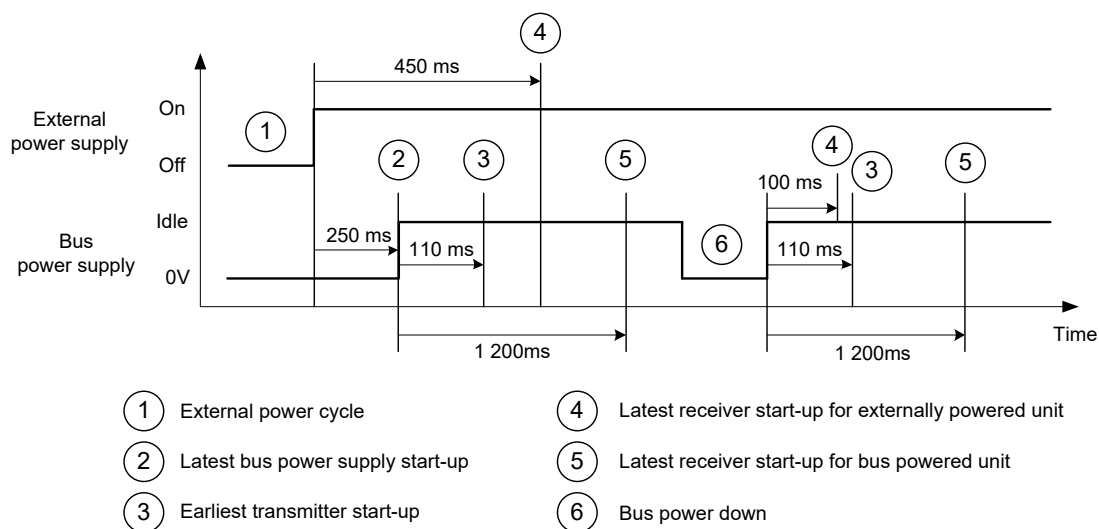 4
450 ms
On
External
power supply
1
Off
2
3
5
4
3
5
100 ms
Idle
Bus
power supply
250 ms
110 ms
6
110 ms
0V
Time
1 200ms
1 200ms
1 External power cycle
2 Latest bus power supply start-up
3 Earliest transmitter start-up
4 Latest receiver start-up for externally powered unit
5 Latest receiver start-up for bus powered unit
6 Bus power down